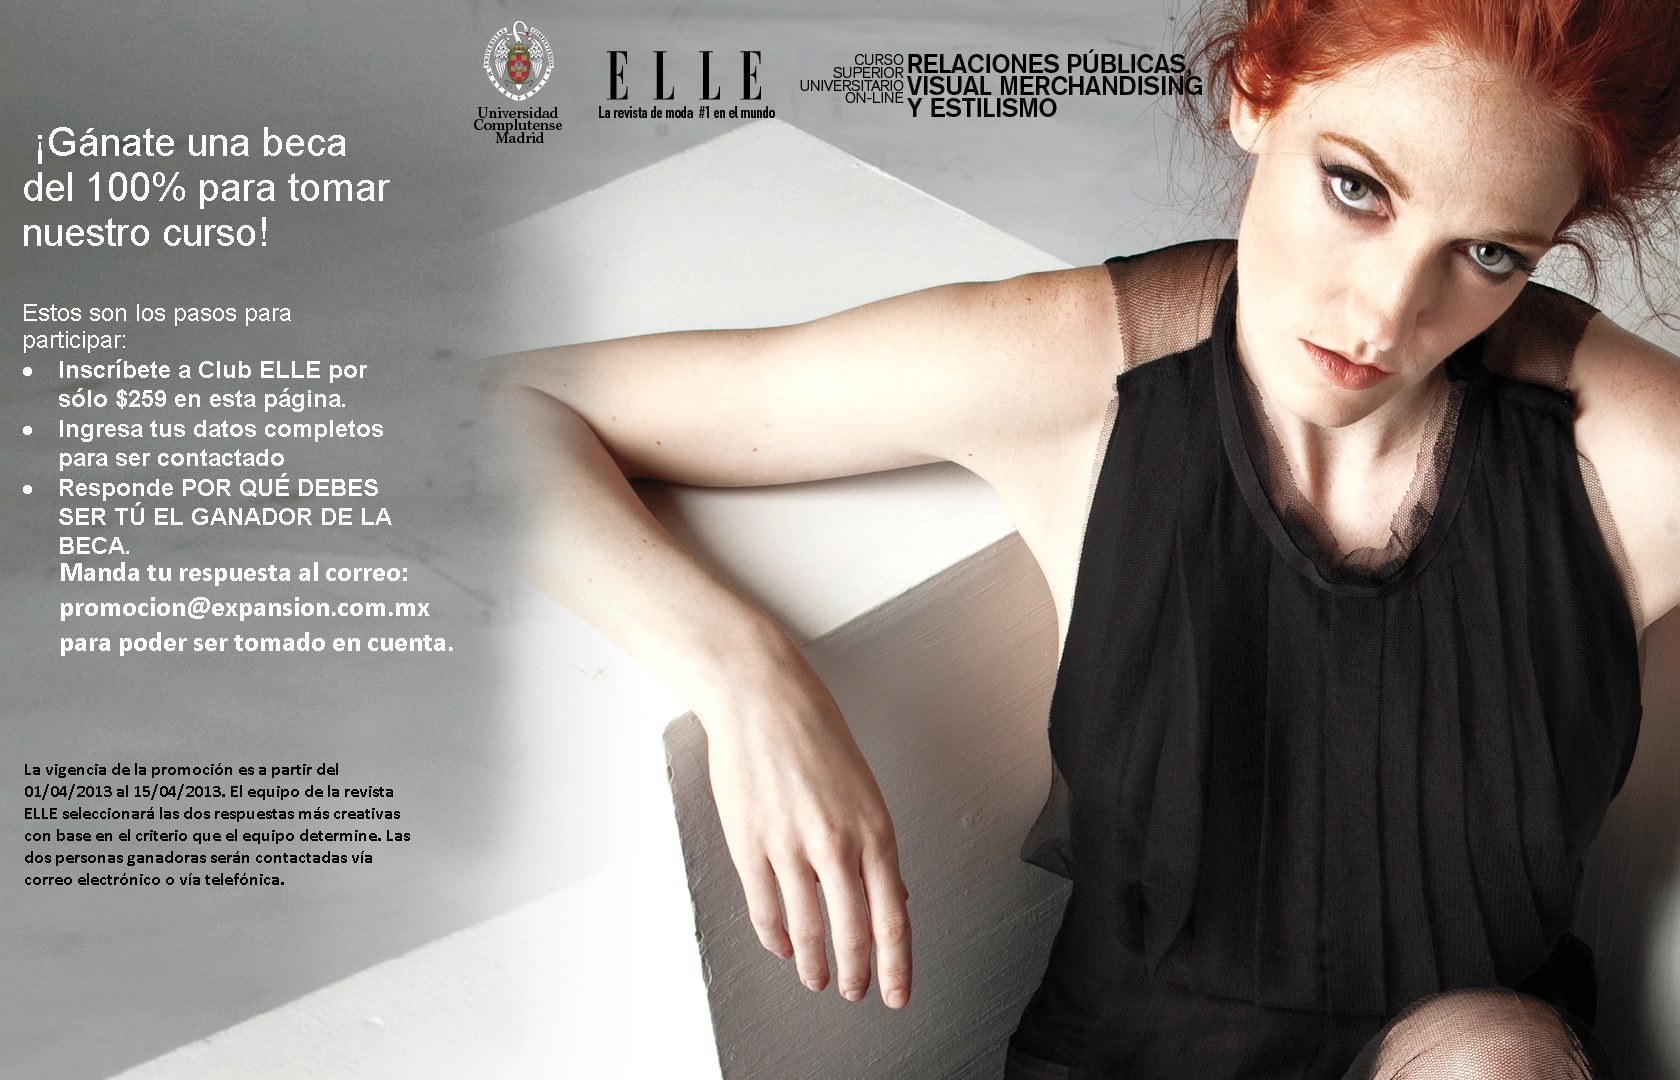 UNIVERSITAS COMPLUTENSIS
Universidad
Complutense
Madrid
ELLE
La revista de moda #1 en el mundo
CURSO
SUPERIOR
UNIVERSITARIO
ON-LINE
RELACIONES PÚBLICAS,
VISUAL MERCHANDISING
Y ESTILISMO
¡Gánate una beca
del 100% para tomar
nuestro curso!
Estos son los pasos para
participar:
• Inscríbete a Club ELLE por
sólo $259 en esta página.
• Ingresa tus datos completos
para ser contactado
• Responde POR QUÉ DEBES
SER TÚ EL GANADOR DE LA
BECA.
Manda tu respuesta al correo:
promocion@expansion.com.mx
para poder ser tomado en cuenta.
La vigencia de la promoción es a partir del
01/04/2013 al 15/04/2013. El equipo de la revista
ELLE seleccionará las dos respuestas más creativas
con base en el criterio que el equipo determine. Las
dos personas ganadoras serán contactadas vía
correo electrónico o vía telefónica.